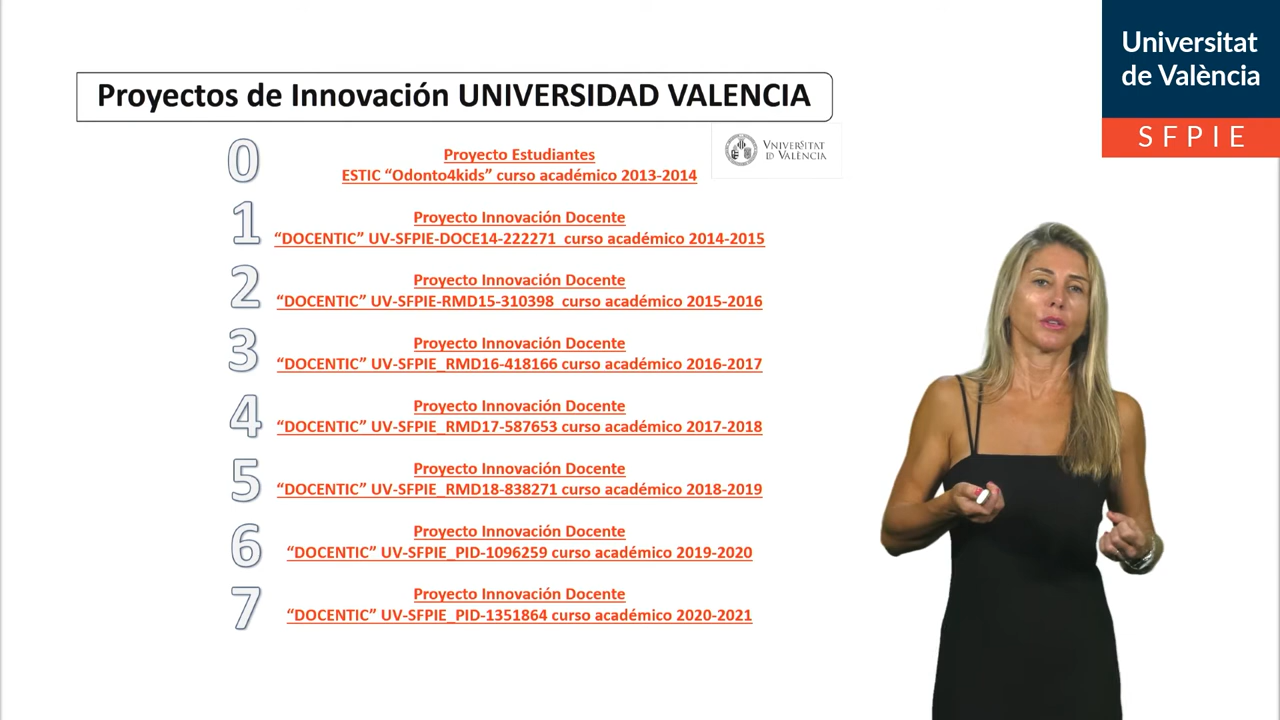 Universitat
de València
SFPIE
Proyectos de Innovación UNIVERSIDAD VALENCIA
VNIVERSITAT
ID VALÈNCIA
0
Proyecto Estudiantes
ESTIC “Odonto4kids” curso académico 2013-2014
1
Proyecto Innovación Docente
“DOCENTIC” UV-SFPIE-DOCE14-222271 curso académico 2014-2015
2
Proyecto Innovación Docente
“DOCENTIC” UV-SFPIE-RMD15-310398 curso académico 2015-2016
3
Proyecto Innovación Docente
“DOCENTIC” UV-SFPIE_RMD16-418166 curso académico 2016-2017
4
Proyecto Innovación Docente
“DOCENTIC” UV-SFPIE_RMD17-587653 curso académico 2017-2018
5
Proyecto Innovación Docente
“DOCENTIC” UV-SFPIE_RMD18-838271 curso académico 2018-2019
6
Proyecto Innovación Docente
“DOCENTIC” UV-SFPIE_PID-1096259 curso académico 2019-2020
7
Proyecto Innovación Docente
“DOCENTIC” UV-SFPIE_PID-1351864 curso académico 2020-2021